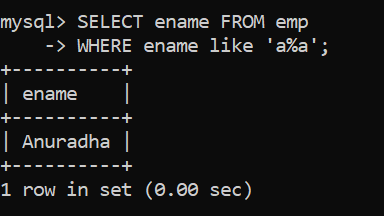 mysql> SELECT ename FROM emp
    -> WHERE ename like 'a%a';
+----------+
| ename    |
+----------+
| Anuradha |
+----------+
1 row in set (0.00 sec)